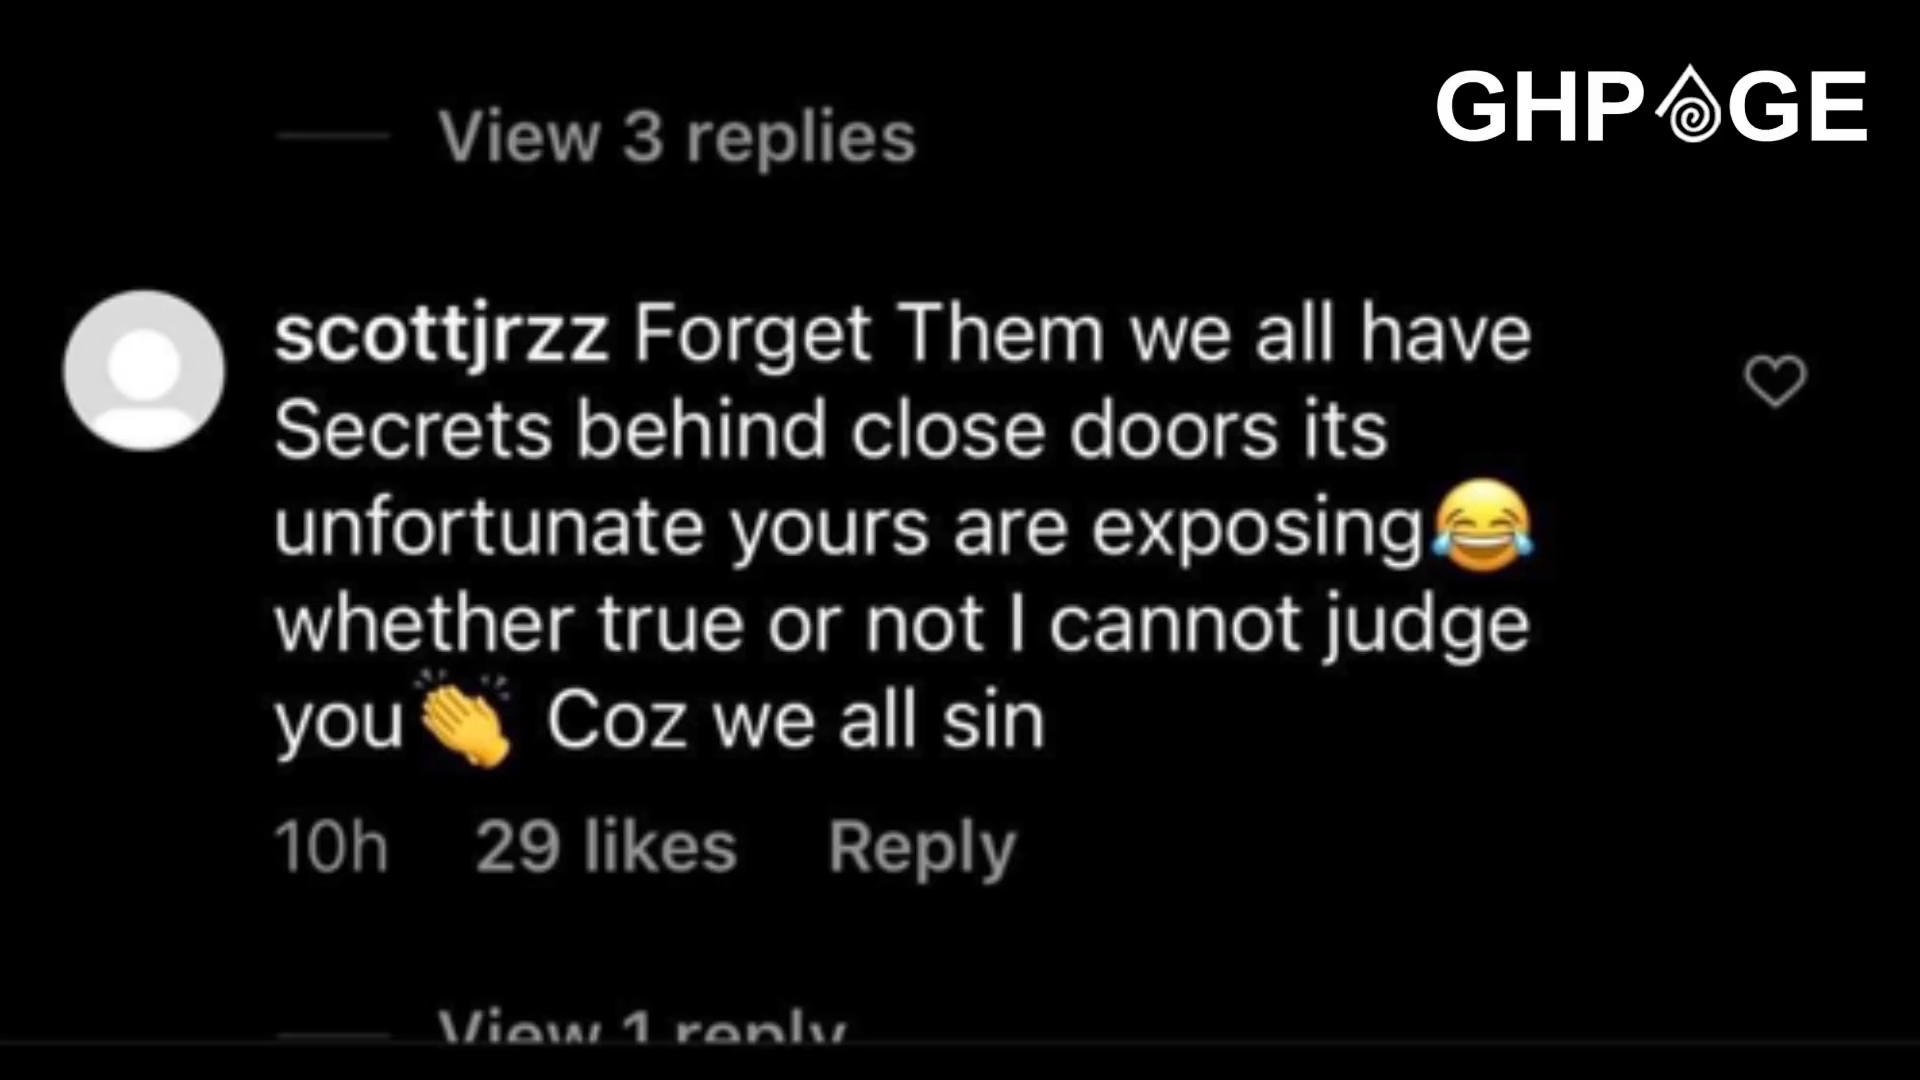 GHPAGE
View 3 replies
scottjrzz Forget Them we all have
Secrets behind close doors its
unfortunate yours are exposing😂
whether true or not I cannot judge
you👏 Coz we all sin
10h 29 likes Reply
View 1 reply